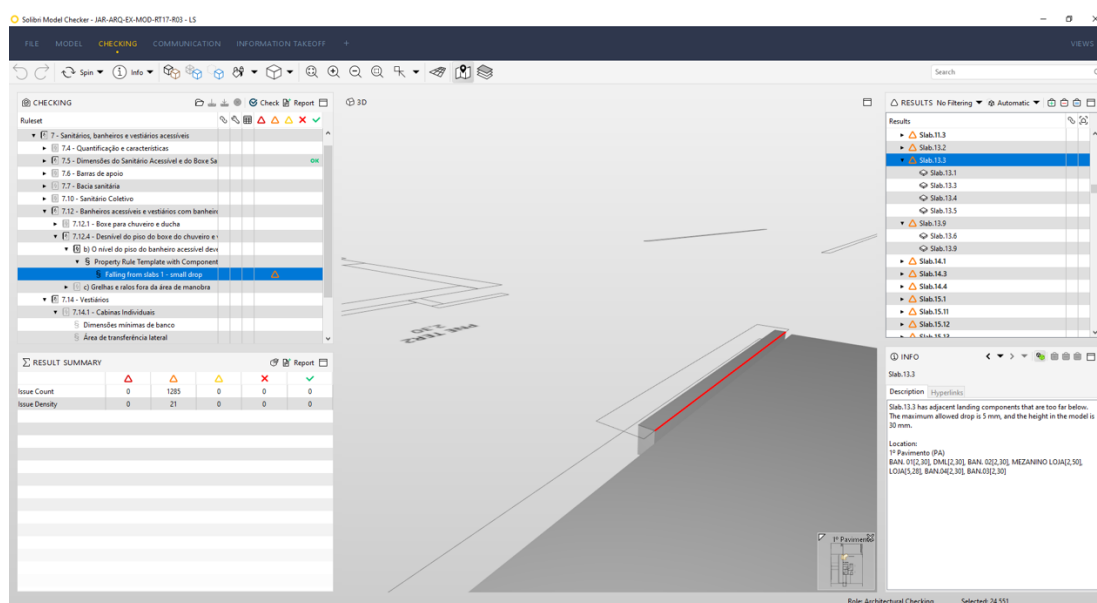 Solibri Model Checker - JAR-ARQ-EX-MOD-RT17-R03 - LS
FILE MODEL CHECKING COMMUNICATION INFORMATION TAKEOFF + VIEWS
Spin Info Search
CHECKING Check Report
Ruleset
7 - Sanitários, banheiros e vestiários acessíveis
7.4 - Quantificação e características
7.5 - Dimensões do Sanitário Acessível e do Boxe Sa OK
7.6 - Barras de apoio
7.7 - Bacia sanitária
7.10 - Sanitário Coletivo
7.12 - Banheiros acessíveis e vestiários com banheir
7.12.1 - Boxe para chuveiro e ducha
7.12.4 - Desnível do piso do boxe do chuveiro e
b) O nível do piso do banheiro acessível deve
§ Property Rule Template with Component
§ Falling from slabs 1 - small drop
c) Grelhas e ralos fora da área de manobra
7.14 - Vestiários
7.14.1 - Cabinas Individuais
§ Dimensões mínimas de banco
§ Área de transferência lateral
RESULT SUMMARY Report
Issue Count 0 1285 0 0 0
Issue Density 0 21 0 0 0
3D
2,30
1º Pavimento
RESULTS No Filtering Automatic
Results
Slab.11.3
Slab.13.2
Slab.13.3
Slab.13.1
Slab.13.3
Slab.13.4
Slab.13.5
Slab.13.9
Slab.13.6
Slab.13.9
Slab.14.1
Slab.14.3
Slab.14.4
Slab.15.1
Slab.15.11
Slab.15.12
Slab.15.13
INFO
Slab.13.3
Description Hyperlinks
Slab.13.3 has adjacent landing components that are too far below.
The maximum allowed drop is 5 mm, and the height in the model is
30 mm.
Location:
1º Pavimento (PA)
BAN. 01[2,30], DML[2,30], BAN. 02[2,30], MEZANINO LOJA[2,50],
LOJA[5,28], BAN.04[2,30], BAN.03[2,30]
Role: Architectural Checking Selected: 24,551